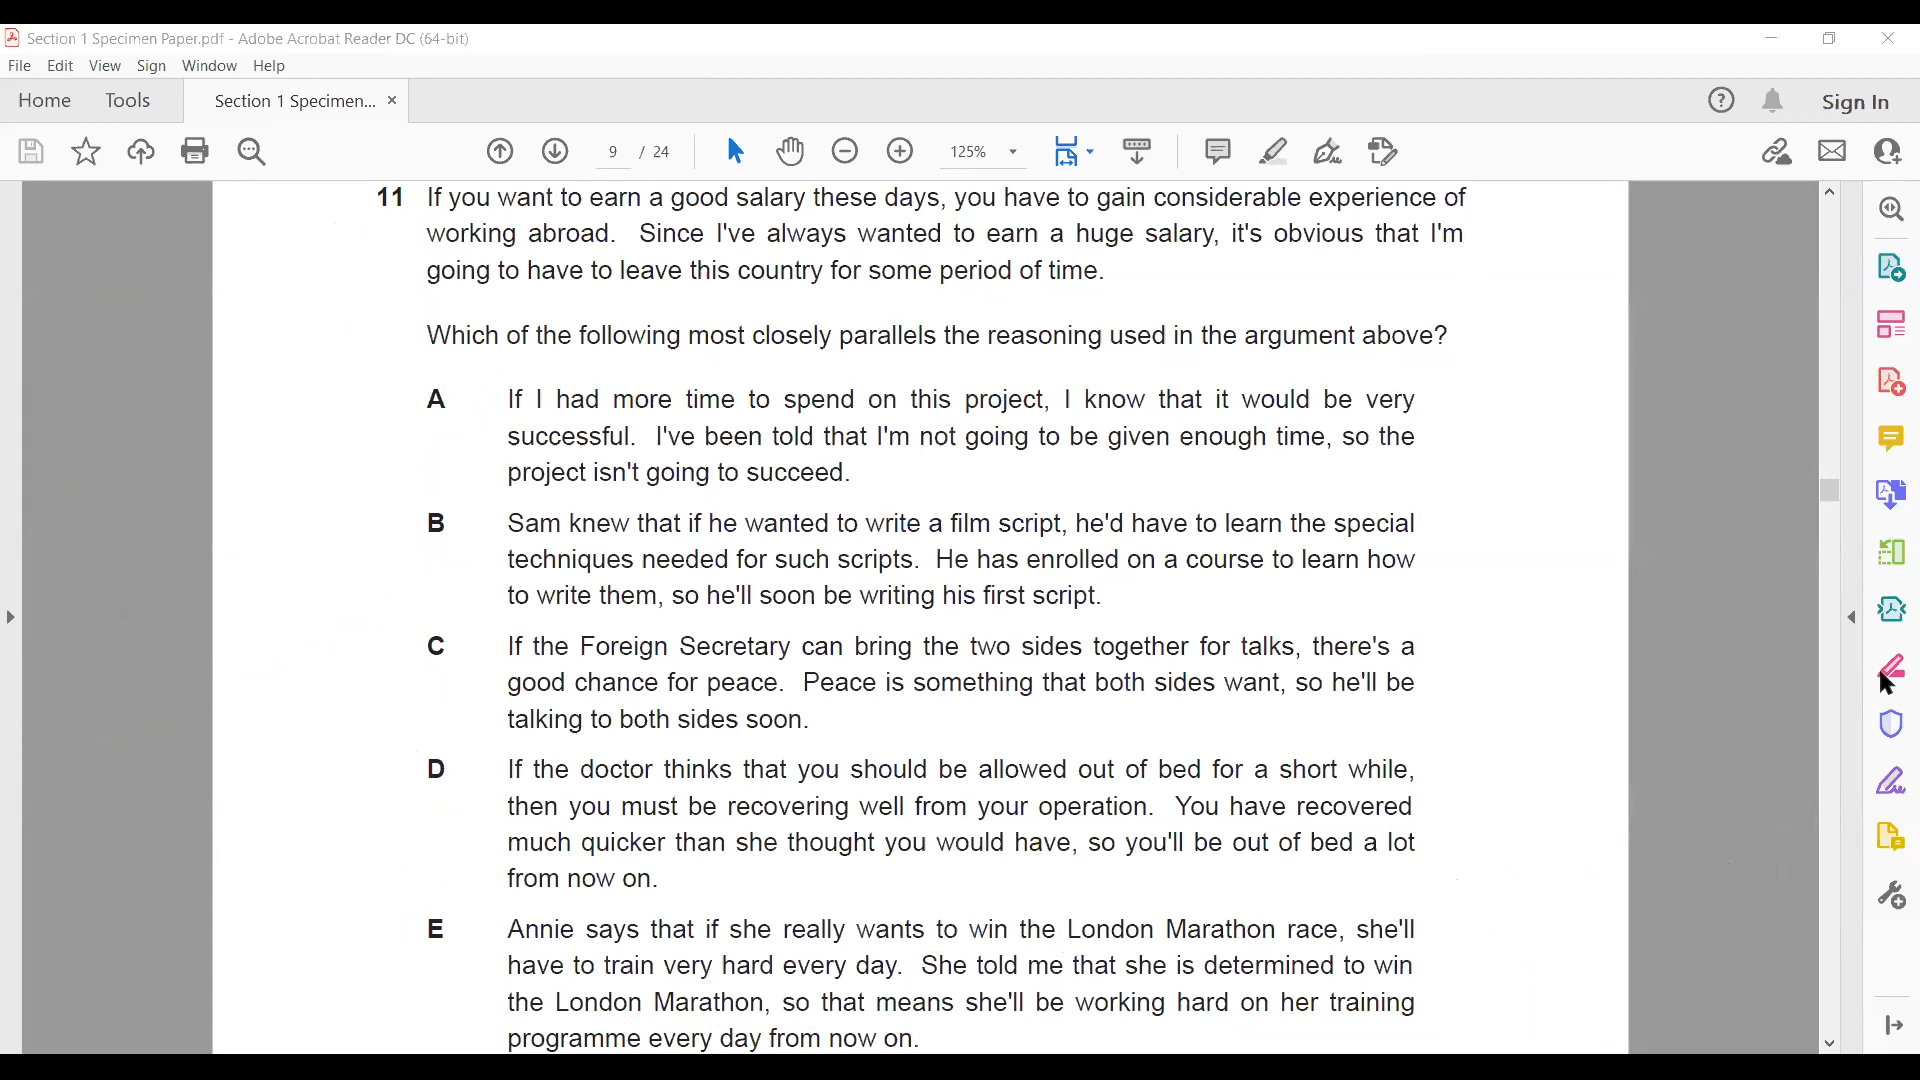 Section 1 Specimen Paper.pdf - Adobe Acrobat Reader DC (64-bit)
File Edit View Sign Window Help
Home Tools Section 1 Specimen... × Sign In
9 / 24 125%
11 If you want to earn a good salary these days, you have to gain considerable experience of
working abroad. Since I've always wanted to earn a huge salary, it's obvious that I'm
going to have to leave this country for some period of time.
Which of the following most closely parallels the reasoning used in the argument above?
A If I had more time to spend on this project, I know that it would be very
successful. I've been told that I'm not going to be given enough time, so the
project isn't going to succeed.
B Sam knew that if he wanted to write a film script, he'd have to learn the special
techniques needed for such scripts. He has enrolled on a course to learn how
to write them, so he'll soon be writing his first script.
C If the Foreign Secretary can bring the two sides together for talks, there's a
good chance for peace. Peace is something that both sides want, so he'll be
talking to both sides soon.
D If the doctor thinks that you should be allowed out of bed for a short while,
then you must be recovering well from your operation. You have recovered
much quicker than she thought you would have, so you'll be out of bed a lot
from now on.
E Annie says that if she really wants to win the London Marathon race, she'll
have to train very hard every day. She told me that she is determined to win
the London Marathon, so that means she'll be working hard on her training
programme every day from now on.